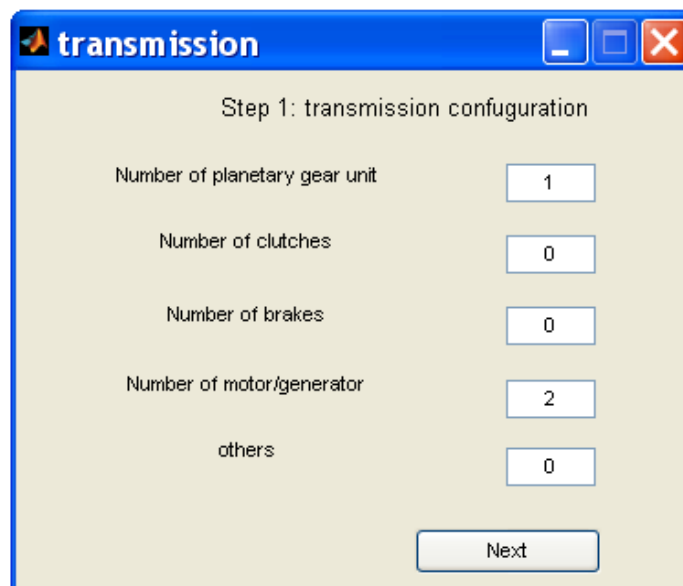 transmission
Step 1: transmission confuguration
Number of planetary gear unit 1
Number of clutches 0
Number of brakes 0
Number of motor/generator 2
others 0
Next